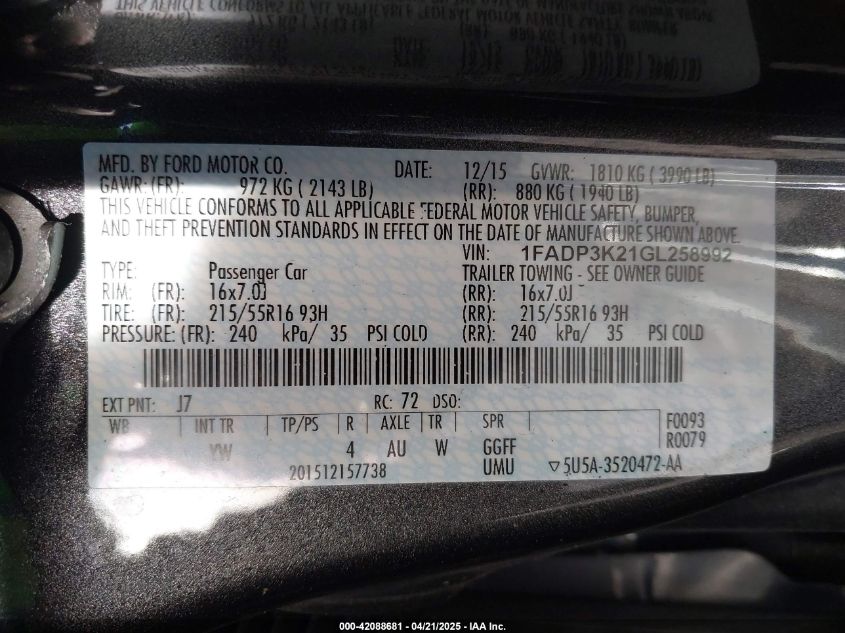 MFD. BY FORD MOTOR CO. DATE: 12/15 GVWR: 1810 KG ( 3990 LB)
GAWR: (FR): 972 KG ( 2143 LB) (RR): 880 KG ( 1940 LB)
THIS VEHICLE CONFORMS TO ALL APPLICABLE FEDERAL MOTOR VEHICLE SAFETY, BUMPER,
AND THEFT PREVENTION STANDARDS IN EFFECT ON THE DATE OF MANUFACTURE SHOWN ABOVE.
VIN: 1FADP3K21GL258992
TYPE: Passenger Car TRAILER TOWING - SEE OWNER GUIDE
RIM: (FR): 16x7.0J (RR): 16x7.0J
TIRE: (FR): 215/55R16 93H (RR): 215/55R16 93H
PRESSURE: (FR): 240 kPa/ 35 PSI COLD (RR): 240 kPa/ 35 PSI COLD
EXT PNT: J7 RC: 72 DSO:
WB INT TR TP/PS R AXLE TR SPR F0093
YW 4 AU W GGFF R0079
201512157738 UMU ▽5U5A-3520472-AA
000-42088681 - 04/21/2025 - IAA Inc.